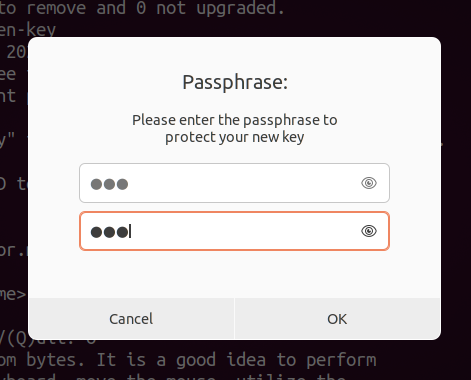 to remove and 0 not upgraded.
en-key
20
ee
nt
Passphrase:
Please enter the passphrase to
protect your new key
y"
●●●
O to
●●●
or.
me>
Cancel
OK
/(Q)
om bytes. It is a good idea to perform